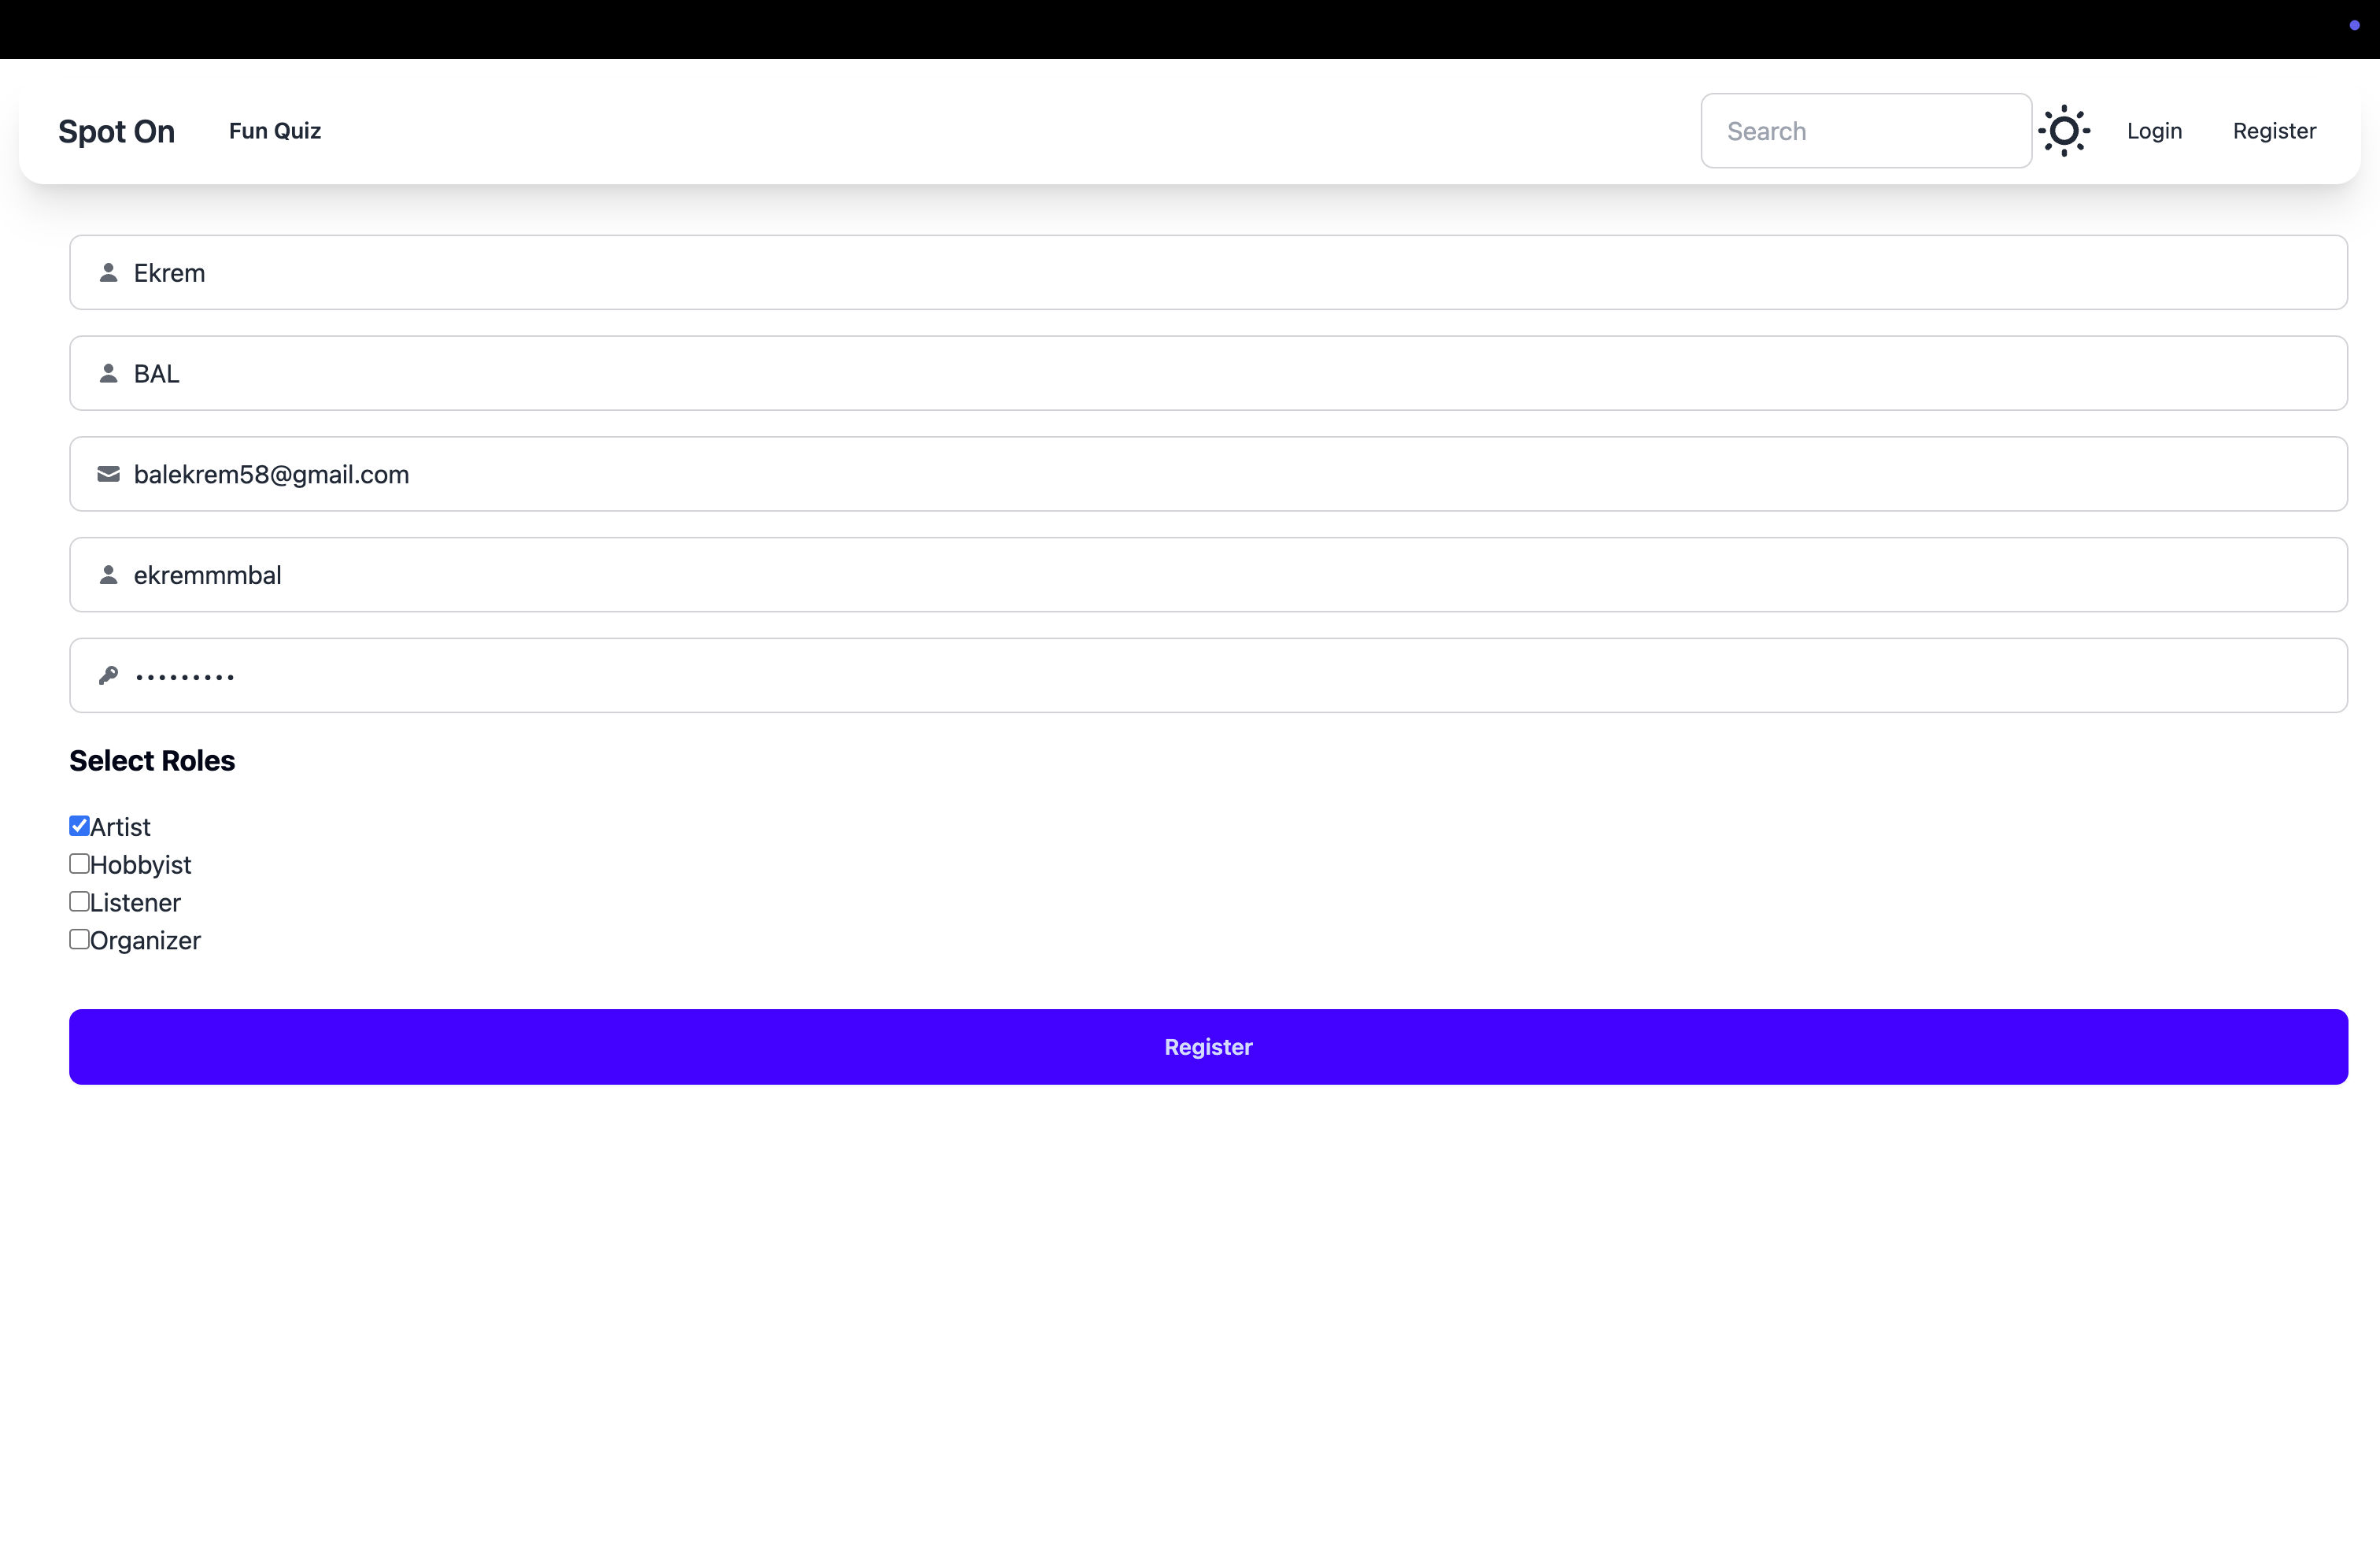 Spot On Fun Quiz Search Login Register
Ekrem
BAL
balekrem58@gmail.com
ekremmmbal
•••••••••
Select Roles
Artist
Hobbyist
Listener
Organizer
Register